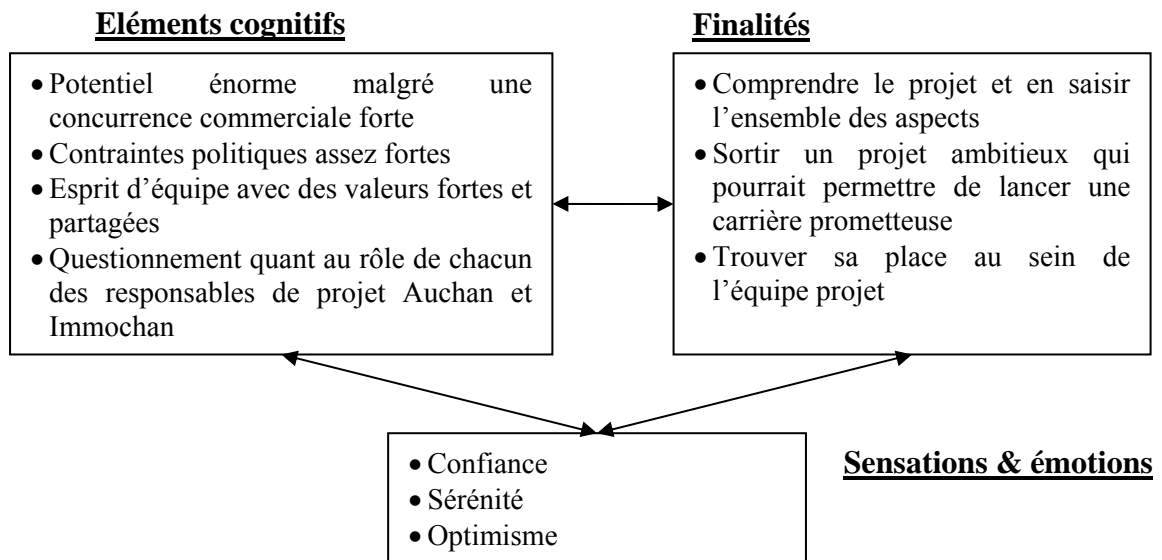 Eléments cognitifs
• Potentiel énorme malgré une
concurrence commerciale forte
• Contraintes politiques assez fortes
• Esprit d’équipe avec des valeurs fortes et
partagées
• Questionnement quant au rôle de chacun
des responsables de projet Auchan et
Immochan
Finalités
• Comprendre le projet et en saisir
l’ensemble des aspects
• Sortir un projet ambitieux qui
pourrait permettre de lancer une
carrière prometteuse
• Trouver sa place au sein de
l’équipe projet
• Confiance
• Sérénité
• Optimisme
Sensations & émotions